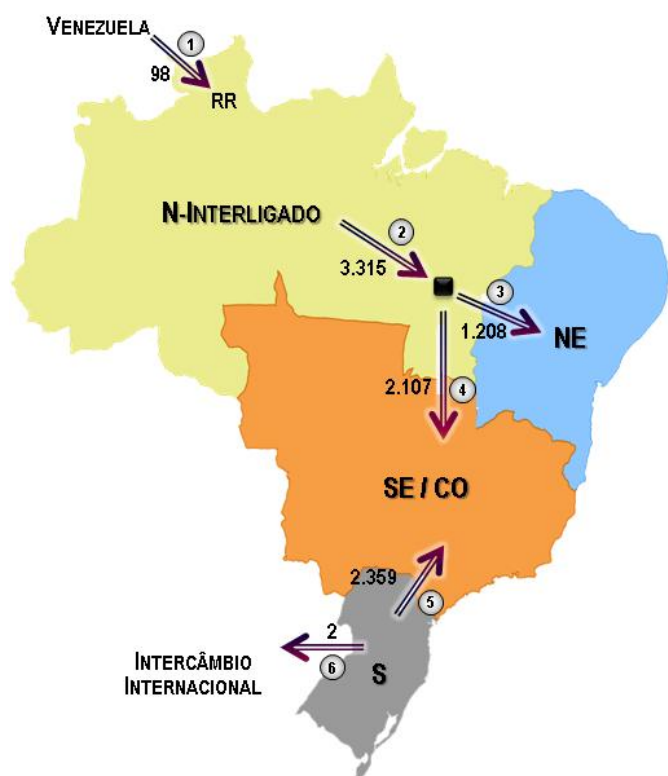 VENEZUELA
1
98
RR
N-INTERLIGADO
2
3.315
3
1.208
NE
2.107
4
SE / CO
2.359
5
2
6
INTERCÂMBIO
INTERNACIONAL
S